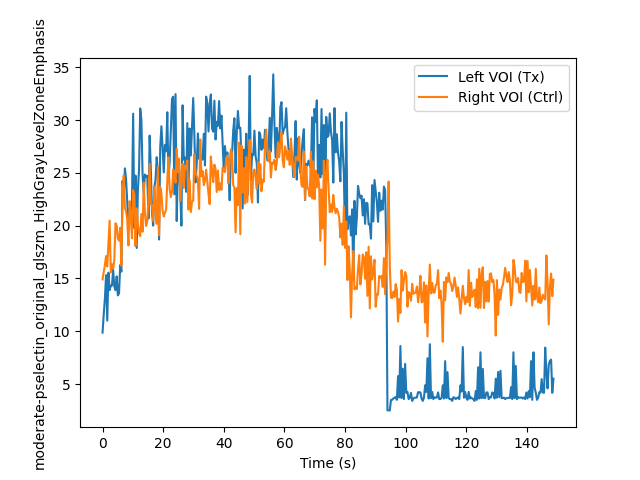 moderate-pselectin_original_glszm_HighGrayLevelZoneEmphasis
35
30
25
20
15
10
5
Left VOI (Tx)
Right VOI (Ctrl)
0 20 40 60 80 100 120 140
Time (s)